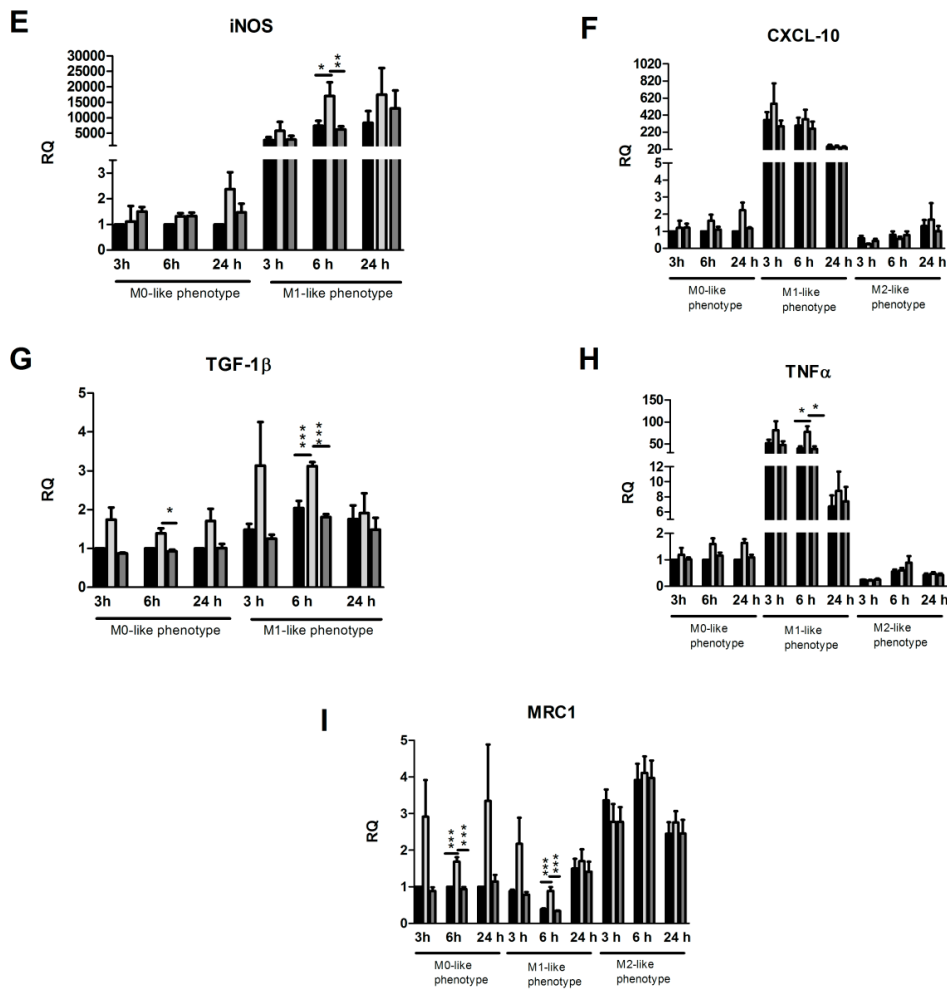 E
iNOS
RQ
30000
25000
20000
15000
10000
5000
4
3
2
1
0
* **
3h 6h 24 h 3 h 6 h 24 h
M0-like phenotype M1-like phenotype
F
CXCL-10
RQ
1020
820
620
420
220
20
5
4
3
2
1
0
3h 6h 24 h 3 h 6 h 24 h 3 h 6 h 24 h
M0-like phenotype M1-like phenotype M2-like phenotype
G
TGF-1β
RQ
5
4
3
2
1
0
* *** ***
3h 6h 24 h 3 h 6 h 24 h
M0-like phenotype M1-like phenotype
H
TNFα
RQ
150
100
50
14
12
10
8
6
2
1
0
* *
3h 6h 24 h 3 h 6 h 24 h 3 h 6 h 24 h
M0-like phenotype M1-like phenotype M2-like phenotype
I
MRC1
RQ
5
4
3
2
1
0
*** *** *** ***
3h 6h 24 h 3 h 6 h 24 h 3 h 6 h 24 h
M0-like phenotype M1-like phenotype M2-like phenotype